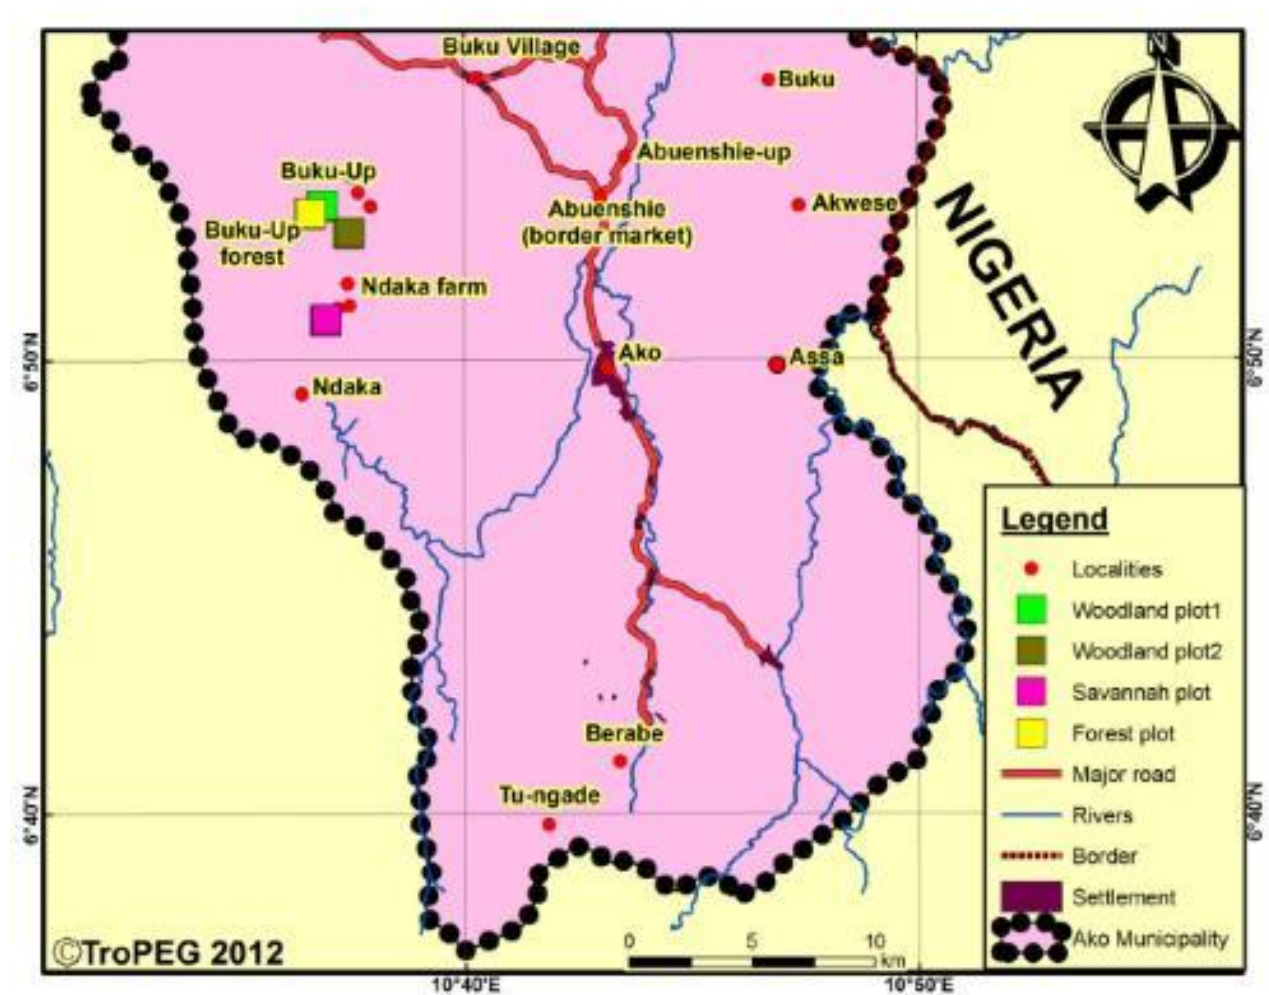 N
Buku Village
Buku
Abuenshie-up
Buku-Up
Akwese
Abuenshie
(border market)
Buku-Up
forest
NIGERIA
Ndaka farm
6°50'N
Ako
Assa
6°50'N
Ndaka
Legend
Localities
Woodland plot1
Woodland plot2
Savannah plot
Forest plot
Major road
Rivers
Border
Settlement
Ako Municipality
Berabe
Tu-ngade
6°40'N
6°40'N
©TroPEG 2012
0 5 10
km
10°40'E
10°50'E